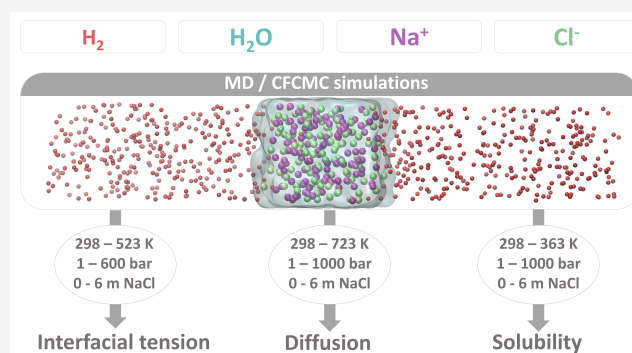 H₂ H₂O Na⁺ Cl⁻
MD / CFCMC simulations
298 – 523 K
1 – 600 bar
0 - 6 m NaCl
298 – 723 K
1 – 1000 bar
0 - 6 m NaCl
298 – 363 K
1 – 1000 bar
0 - 6 m NaCl
Interfacial tension Diffusion Solubility